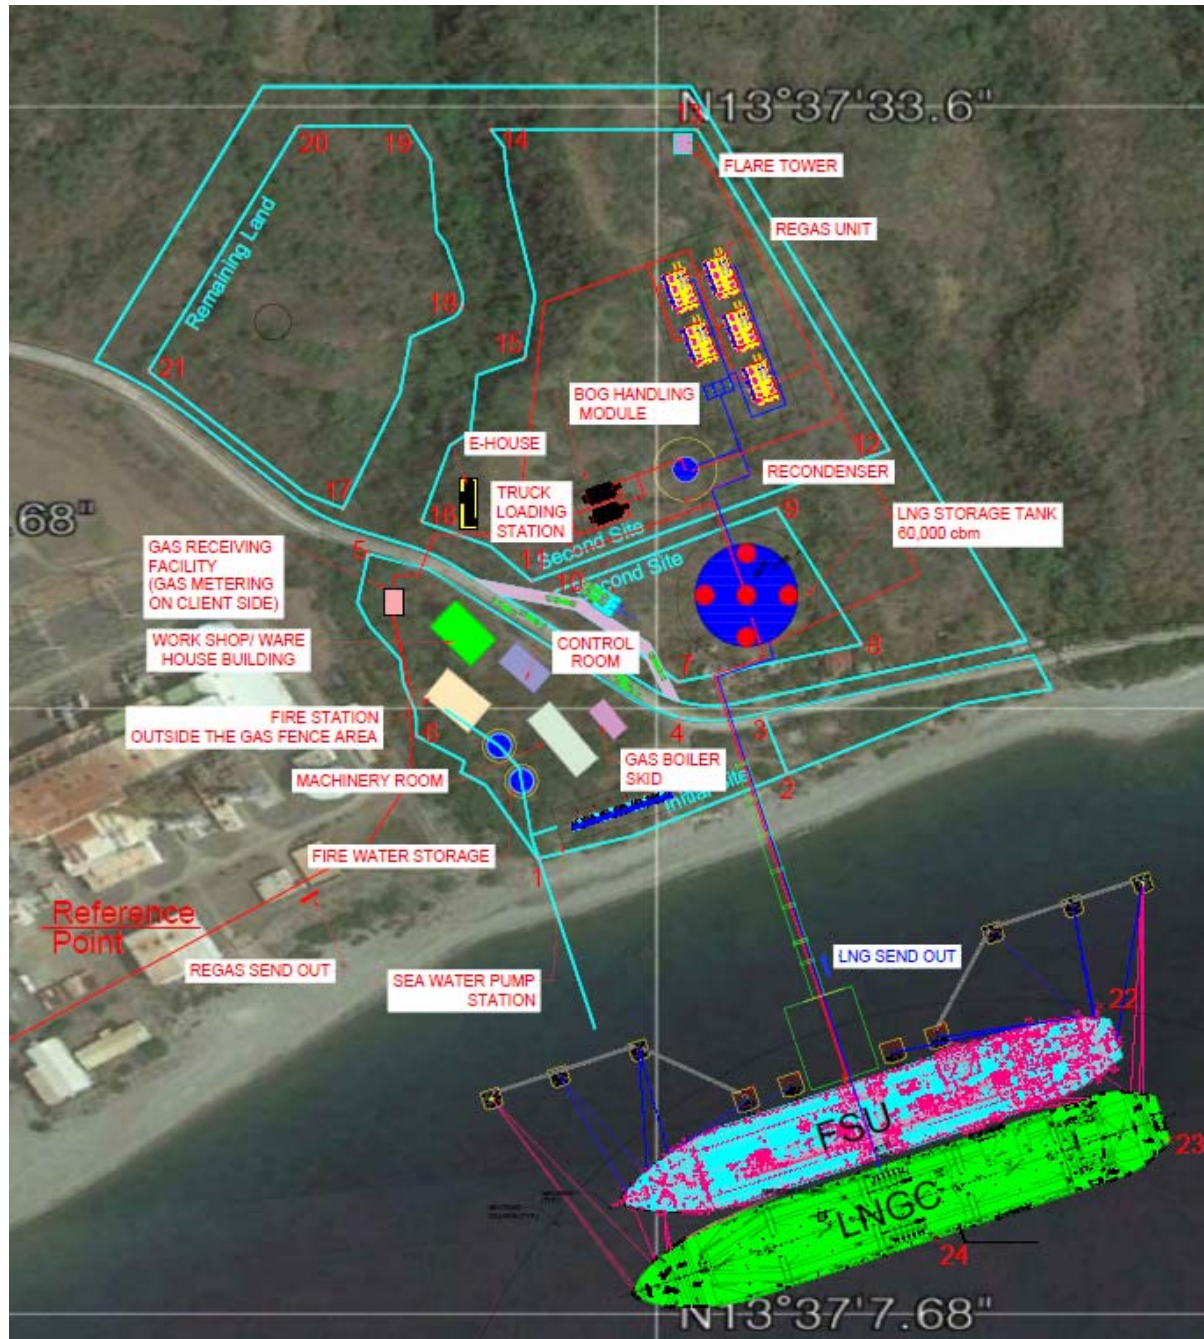 N13°37'33.6"
13
20
19
14
FLARE TOWER
REGAS UNIT
Remaining Land
18
15
21
BOG HANDLING
MODULE
E-HOUSE
12
RECONDENSER
TRUCK
LOADING
STATION
17
16
68"
9
LNG STORAGE TANK
60,000 cbm
GAS RECEIVING
FACILITY
(GAS METERING
ON CLIENT SIDE)
5
11
Second Site
10
Second Site
WORK SHOP/ WARE
HOUSE BUILDING
CONTROL
ROOM
7
8
FIRE STATION
OUTSIDE THE GAS FENCE AREA
6
4
3
MACHINERY ROOM
GAS BOILER
SKID
Initial Site
2
FIRE WATER STORAGE
1
Reference
Point
REGAS SEND OUT
SEA WATER PUMP
STATION
LNG SEND OUT
22
FSU
23
LNGC
24
N13°37'7.68"